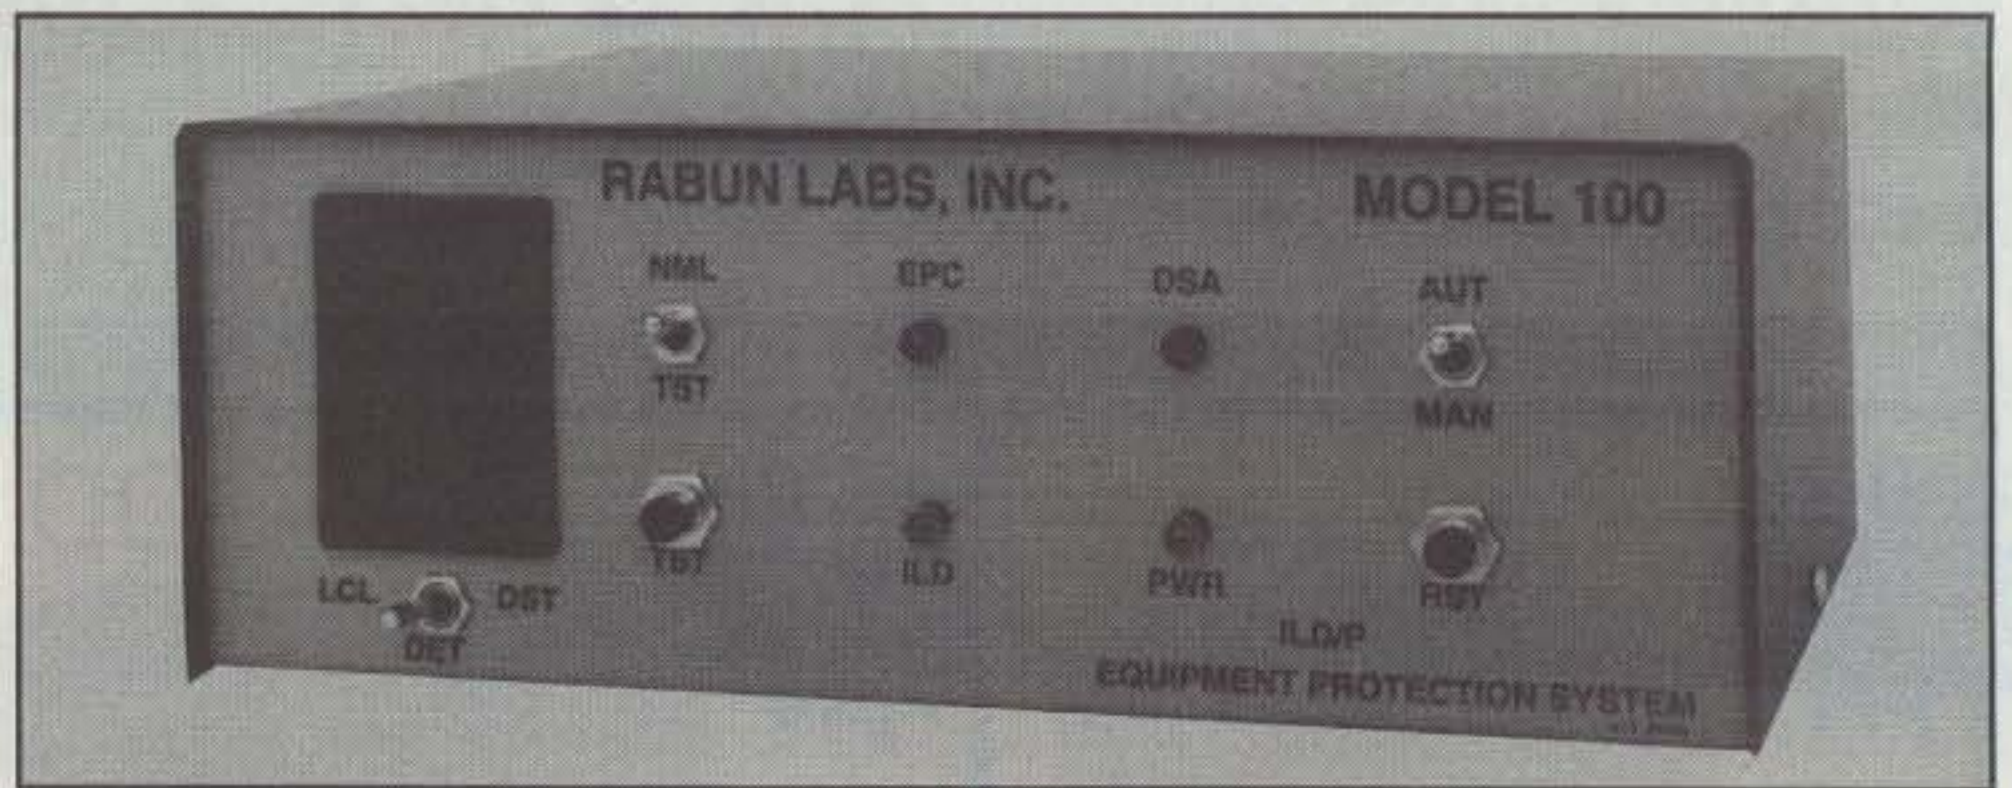 RABUN LABS, INC. MODEL 100
NML EPC DSA AUT
TST MAN
TST ILD PWR RST
LCL DST
DET
ILD/P
EQUIPMENT PROTECTION SYSTEM